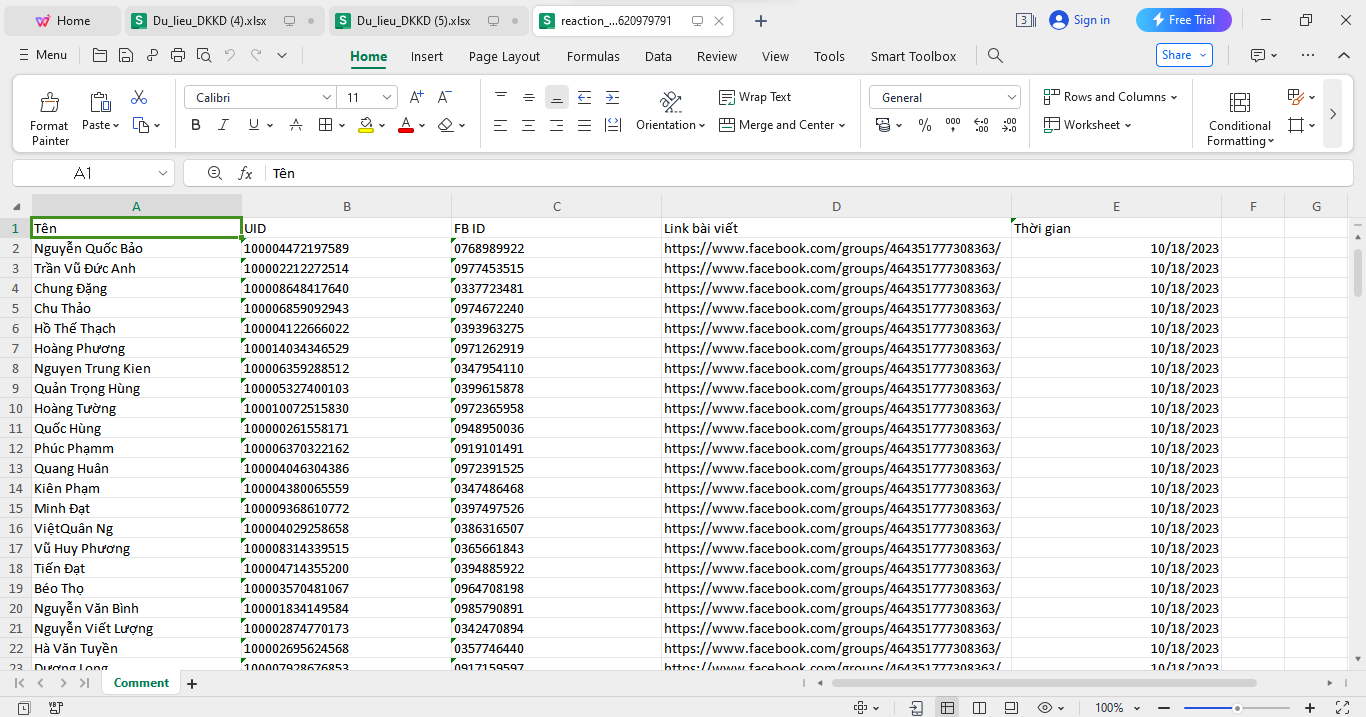 Home Du_lieu_DKKD (4).xlsx Du_lieu_DKKD (5).xlsx reaction_...620979791 Sign in Free Trial
Menu Home Insert Page Layout Formulas Data Review View Tools Smart Toolbox Share
Format Painter Paste Calibri 11 Wrap Text General Rows and Columns
Orientation Merge and Center Worksheet Conditional Formatting
A1 fx Tên
A B C D E F G
1 Tên UID FB ID Link bài viết Thời gian
2 Nguyễn Quốc Bảo 100004472197589 0768989922 https://www.facebook.com/groups/464351777308363/ 10/18/2023
3 Trần Vũ Đức Anh 100002212272514 0977453515 https://www.facebook.com/groups/464351777308363/ 10/18/2023
4 Chung Đặng 100008648417640 0337723481 https://www.facebook.com/groups/464351777308363/ 10/18/2023
5 Chu Thảo 100006859092943 0974672240 https://www.facebook.com/groups/464351777308363/ 10/18/2023
6 Hồ Thế Thạch 100004122666022 0393963275 https://www.facebook.com/groups/464351777308363/ 10/18/2023
7 Hoàng Phương 100014034346529 0971262919 https://www.facebook.com/groups/464351777308363/ 10/18/2023
8 Nguyen Trung Kien 100006359288512 0347954110 https://www.facebook.com/groups/464351777308363/ 10/18/2023
9 Quản Trọng Hùng 100005327400103 0399615878 https://www.facebook.com/groups/464351777308363/ 10/18/2023
10 Hoàng Tường 100010072515830 0972365958 https://www.facebook.com/groups/464351777308363/ 10/18/2023
11 Quốc Hùng 100000261558171 0948950036 https://www.facebook.com/groups/464351777308363/ 10/18/2023
12 Phúc Phạmm 100006370322162 0919101491 https://www.facebook.com/groups/464351777308363/ 10/18/2023
13 Quang Huân 100004046304386 0972391525 https://www.facebook.com/groups/464351777308363/ 10/18/2023
14 Kiên Phạm 100004380065559 0347486468 https://www.facebook.com/groups/464351777308363/ 10/18/2023
15 Minh Đạt 100009368610772 0397497526 https://www.facebook.com/groups/464351777308363/ 10/18/2023
16 ViệtQuân Ng 100004029258658 0386316507 https://www.facebook.com/groups/464351777308363/ 10/18/2023
17 Vũ Huy Phương 100008314339515 0365661843 https://www.facebook.com/groups/464351777308363/ 10/18/2023
18 Tiến Đạt 100004714355200 0394885922 https://www.facebook.com/groups/464351777308363/ 10/18/2023
19 Béo Thọ 100003570481067 0964708198 https://www.facebook.com/groups/464351777308363/ 10/18/2023
20 Nguyễn Văn Bình 100001834149584 0985790891 https://www.facebook.com/groups/464351777308363/ 10/18/2023
21 Nguyễn Viết Lượng 100002874770173 0342470894 https://www.facebook.com/groups/464351777308363/ 10/18/2023
22 Hà Văn Tuyền 100002695624568 0357746440 https://www.facebook.com/groups/464351777308363/ 10/18/2023
23 Dương Long 100007928676853 0917159597 https://www.facebook.com/groups/464351777308363/ 10/18/2023
Comment
100%